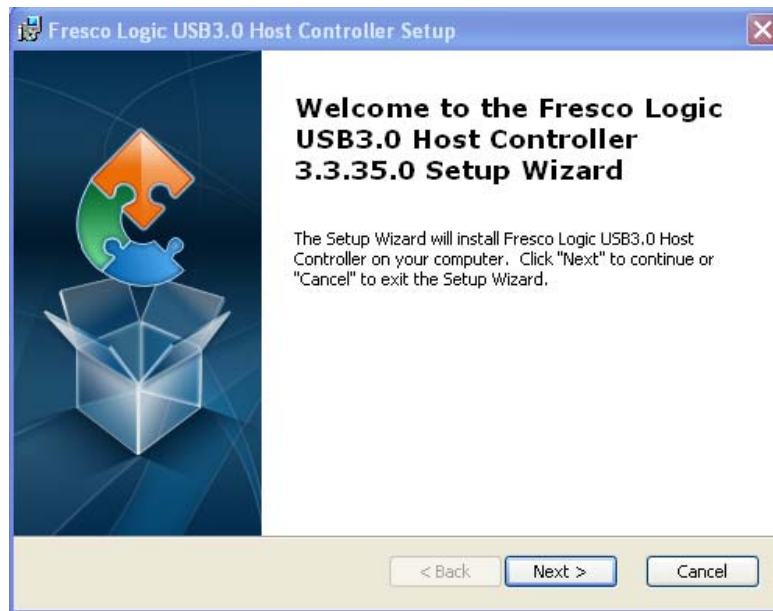 Fresco Logic USB3.0 Host Controller Setup
Welcome to the Fresco Logic
USB3.0 Host Controller
3.3.35.0 Setup Wizard
The Setup Wizard will install Fresco Logic USB3.0 Host
Controller on your computer. Click "Next" to continue or
"Cancel" to exit the Setup Wizard.
< Back
Next >
Cancel